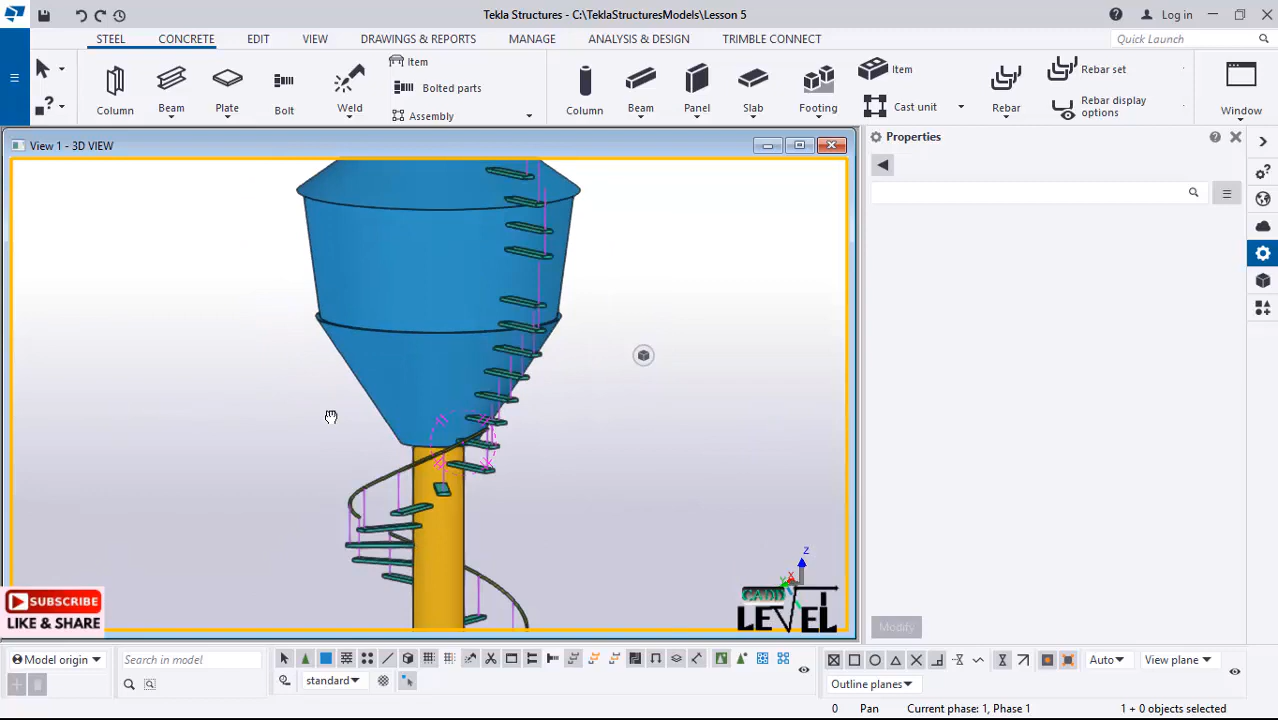 Tekla Structures - C:\TeklaStructuresModels\Lesson 5
Log in
STEEL CONCRETE EDIT VIEW DRAWINGS & REPORTS MANAGE ANALYSIS & DESIGN TRIMBLE CONNECT Quick Launch
Column Beam Plate Bolt Weld
Item
Bolted parts
Assembly
Column Beam Panel Slab Footing
Item
Cast unit
Rebar
Rebar set
Rebar display options
Window
View 1 - 3D VIEW
Properties
Modify
Z
SUBSCRIBE
LIKE & SHARE
CADD
LEVEL
Model origin
Search in model
standard
Auto
View plane
Outline planes
0 Pan Current phase: 1, Phase 1 1 + 0 objects selected